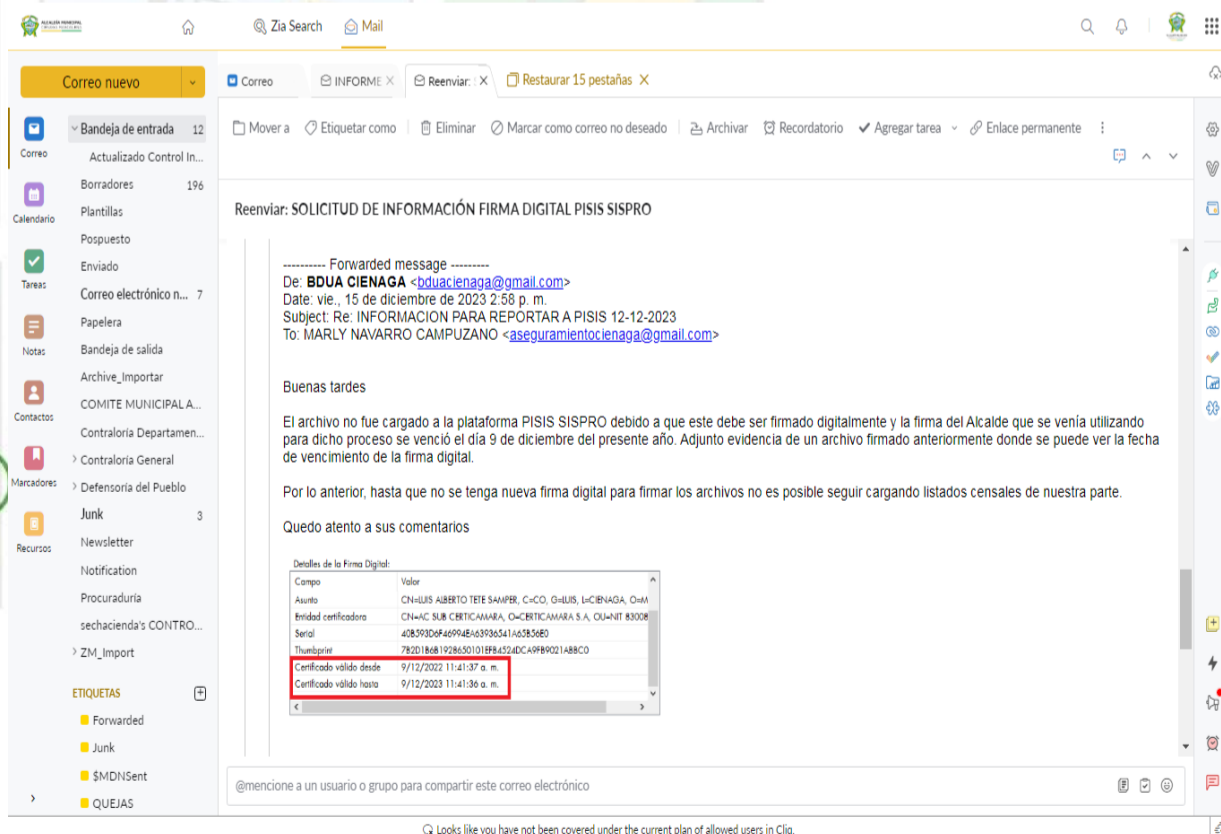 ALCALDÍA MUNICIPAL
Zia Search
Mail
Correo nuevo
Correo
INFORME
Reenviar: S
Restaurar 15 pestañas
Mover a
Etiquetar como
Eliminar
Marcar como correo no deseado
Archivar
Recordatorio
Agregar tarea
Enlace permanente
Correo
Calendario
Tareas
Notas
Contactos
Marcadores
Recursos
Bandeja de entrada 12
Actualizado Control In...
Borradores 196
Plantillas
Pospuesto
Enviado
Correo electrónico n... 7
Papelera
Bandeja de salida
Archive_Importar
COMITE MUNICIPAL A...
Contraloría Departamen...
Contraloría General
Defensoría del Pueblo
Junk 3
Newsletter
Notification
Procuraduría
sechacienda's CONTRO...
ZM_Import
ETIQUETAS
Forwarded
Junk
$MDNSent
QUEJAS
Reenviar: SOLICITUD DE INFORMACIÓN FIRMA DIGITAL PISIS SISPRO
---------- Forwarded message ---------
De: BDUA CIENAGA <bduacienaga@gmail.com>
Date: vie., 15 de diciembre de 2023 2:58 p. m.
Subject: Re: INFORMACION PARA REPORTAR A PISIS 12-12-2023
To: MARLY NAVARRO CAMPUZANO <aseguramientocienaga@gmail.com>
Buenas tardes
El archivo no fue cargado a la plataforma PISIS SISPRO debido a que este debe ser firmado digitalmente y la firma del Alcalde que se venía utilizando
para dicho proceso se venció el día 9 de diciembre del presente año. Adjunto evidencia de un archivo firmado anteriormente donde se puede ver la fecha
de vencimiento de la firma digital.
Por lo anterior, hasta que no se tenga nueva firma digital para firmar los archivos no es posible seguir cargando listados censales de nuestra parte.
Quedo atento a sus comentarios
Detalles de la Firma Digital:
Campo Valor
Asunto CN=LUIS ALBERTO TETE SAMPER, C=CO, G=LUIS, L=CIENAGA, O=M
Entidad certificadora CN=AC SUB CERTICAMARA, O=CERTICAMARA S.A, OU=NIT 83008
Serial 40B593D6F46994EA63936541A65B56E0
Thumbprint 7B2D1B6B1928650101EFB4524DCA9FB9021ABBC0
Certificado válido desde 9/12/2022 11:41:37 a. m.
Certificado válido hasta 9/12/2023 11:41:36 a. m.
@mencione a un usuario o grupo para compartir este correo electrónico
Looks like you have not been covered under the current plan of allowed users in Cliq.